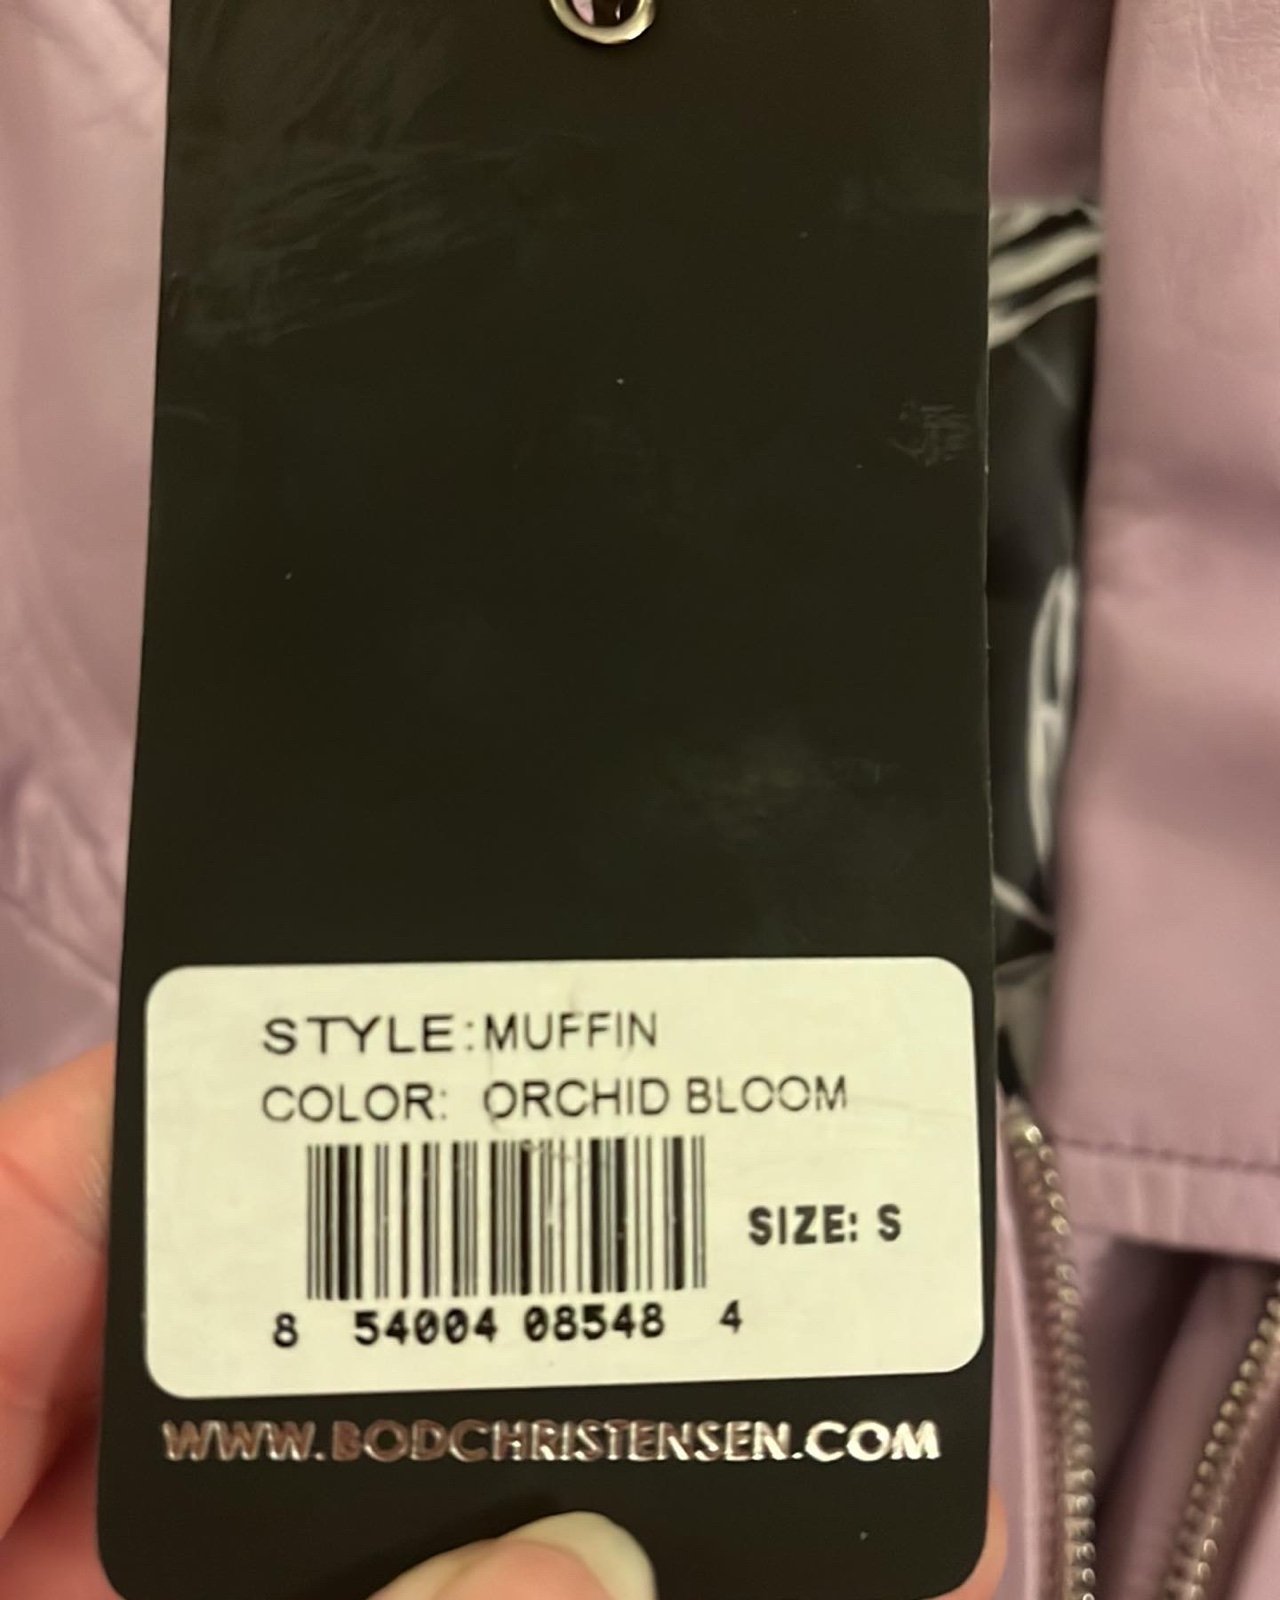 STYLE: MUFFIN
COLOR: ORCHID BLOOM
SIZE: S
8 54004 08548 4
WWW.BODCHRISTENSEN.COM